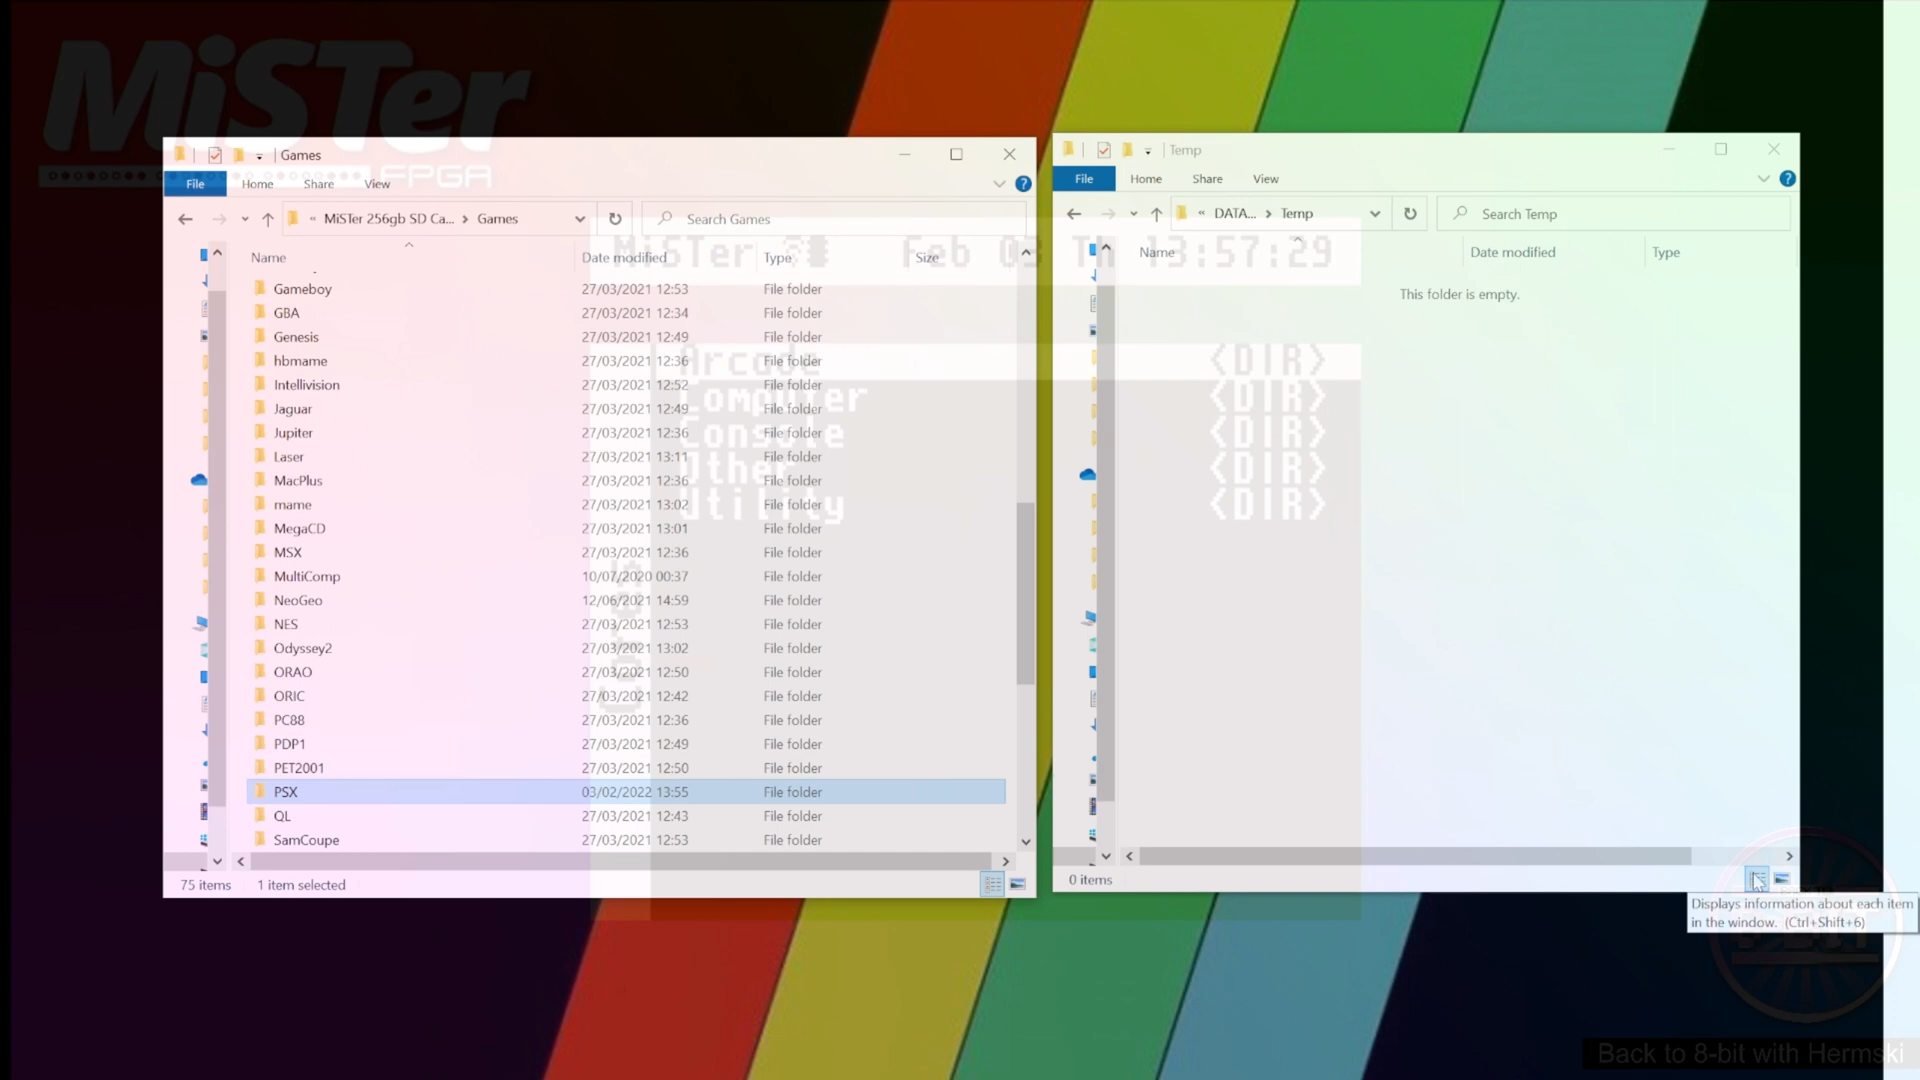 MiSTer
FPGA
Games
File Home Share View
« MiSTer 256gb SD Ca... > Games
Search Games
Name Date modified Type Size
Gameboy 27/03/2021 12:53 File folder
GBA 27/03/2021 12:34 File folder
Genesis 27/03/2021 12:49 File folder
hbmame 27/03/2021 12:36 File folder
Intellivision 27/03/2021 12:52 File folder
Jaguar 27/03/2021 12:49 File folder
Jupiter 27/03/2021 12:36 File folder
Laser 27/03/2021 13:11 File folder
MacPlus 27/03/2021 12:36 File folder
mame 27/03/2021 13:02 File folder
MegaCD 27/03/2021 13:01 File folder
MSX 27/03/2021 12:36 File folder
MultiComp 10/07/2020 00:37 File folder
NeoGeo 12/06/2021 14:59 File folder
NES 27/03/2021 12:53 File folder
Odyssey2 27/03/2021 13:02 File folder
ORAO 27/03/2021 12:50 File folder
ORIC 27/03/2021 12:42 File folder
PC88 27/03/2021 12:36 File folder
PDP1 27/03/2021 12:49 File folder
PET2001 27/03/2021 12:50 File folder
PSX 03/02/2022 13:55 File folder
QL 27/03/2021 12:43 File folder
SamCoupe 27/03/2021 12:53 File folder
75 items 1 item selected
Temp
File Home Share View
« DATA... > Temp
Search Temp
Name Date modified Type
This folder is empty.
0 items
Displays information about each item
in the window. (Ctrl+Shift+6)
MiSTer Feb 03 Th 13:57:29
Arcade <DIR>
Computer <DIR>
Console <DIR>
Other <DIR>
Utility <DIR>
Cores
Back to 8-bit with Hermski